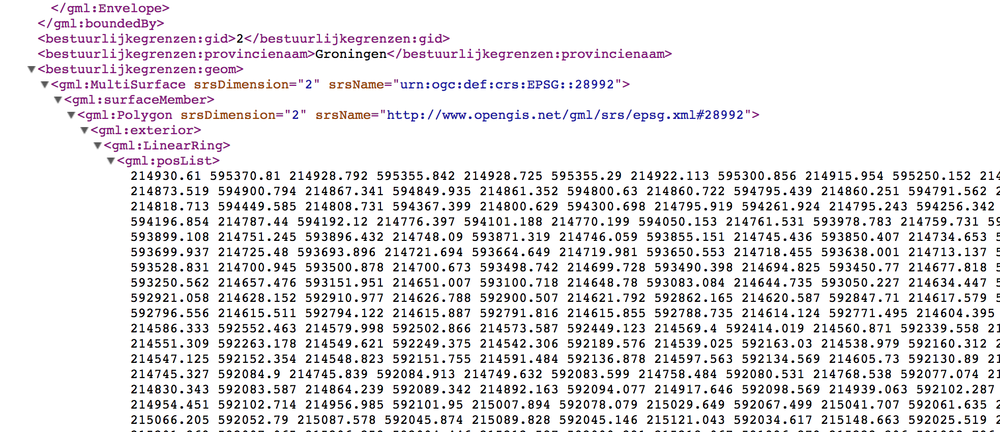 </gml:Envelope>
</gml:boundedBy>
<bestuurlijkegrenzen:gid>2</bestuurlijkegrenzen:gid>
<bestuurlijkegrenzen:provincienaam>Groningen</bestuurlijkegrenzen:provincienaam>
<bestuurlijkegrenzen:geom>
<gml:MultiSurface srsDimension="2" srsName="urn:ogc:def:crs:EPSG::28992">
<gml:surfaceMember>
<gml:Polygon srsDimension="2" srsName="http://www.opengis.net/gml/srs/epsg.xml#28992">
<gml:exterior>
<gml:LinearRing>
<gml:posList>
214930.61 595370.81 214928.792 595355.842 214928.725 595355.29 214922.113 595300.856 214915.954 595250.152
214873.519 594900.794 214867.341 594849.935 214861.352 594800.63 214860.722 594795.439 214860.251 594791.562
214818.713 594449.585 214808.731 594367.399 214800.629 594300.698 214795.919 594261.924 214795.243 594256.342
594196.854 214787.44 594192.12 214776.397 594101.188 214770.199 594050.153 214761.531 593978.783 214759.731
593899.108 214751.245 593896.432 214748.09 593871.319 214746.059 593855.151 214745.436 593850.407 214734.653
593699.937 214725.48 593693.896 214721.694 593664.649 214719.981 593650.553 214718.455 593638.001 214713.137
593528.831 214700.945 593500.878 214700.673 593498.742 214699.728 593490.398 214694.825 593450.77 214677.818
593250.562 214657.476 593151.951 214651.007 593100.718 214648.78 593083.084 214644.735 593050.227 214634.447
592921.058 214628.152 592910.977 214626.788 592900.507 214621.792 592862.165 214620.587 592847.71 214617.579
592796.556 214615.511 592794.122 214615.887 592791.816 214615.855 592788.735 214614.124 592771.495 214604.395
214586.333 592552.463 214579.998 592502.866 214573.587 592449.123 214569.4 592414.019 214560.871 592339.558
214551.309 592263.178 214549.621 592249.375 214542.306 592189.576 214539.025 592163.03 214538.979 592160.312
214547.125 592152.354 214548.823 592151.755 214591.484 592136.878 214597.563 592134.569 214605.73 592130.89
214745.327 592084.9 214745.839 592084.913 214749.632 592083.599 214758.484 592080.531 214768.538 592077.074
214830.343 592083.587 214864.239 592089.342 214892.163 592094.077 214917.646 592098.569 214939.063 592102.287
214954.451 592102.714 214956.985 592101.95 215007.894 592078.079 215029.649 592067.499 215041.707 592061.635
215066.205 592052.79 215087.578 592045.874 215089.828 592045.146 215121.043 592034.617 215148.663 592025.519